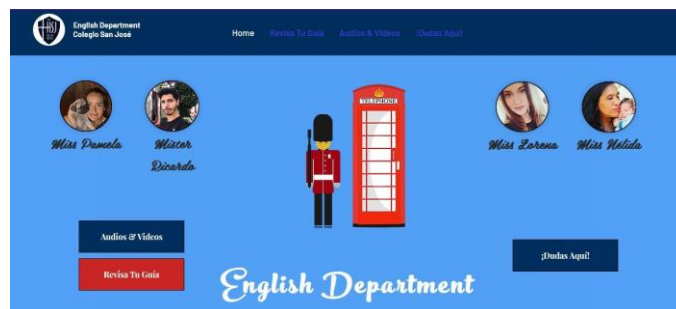 English Department
Colegio San José
Home Revisa Tu Guía Audios & Videos ¡Dudas Aquí!
TELEPHONE
Miss Pamela
Mister
Ricardo
Miss Lorena
Miss Nélida
Audios & Videos
Revisa Tu Guía
¡Dudas Aquí!
English Department